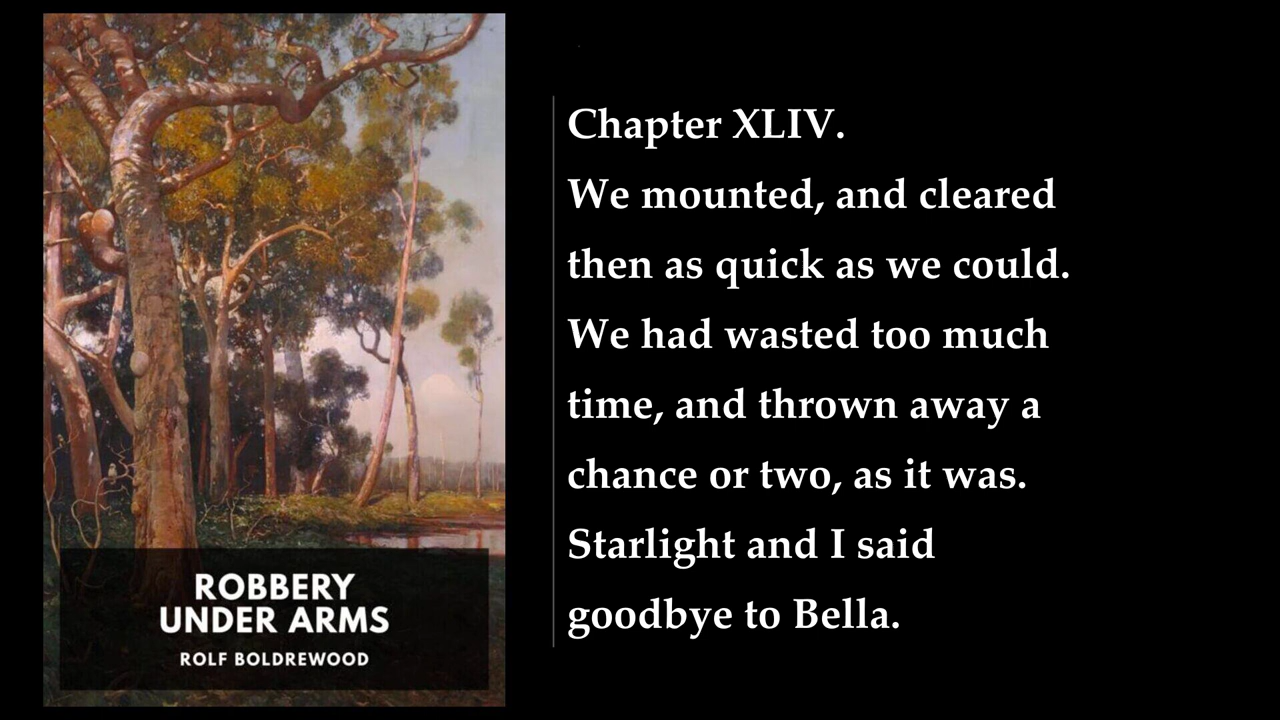 Chapter XLIV.
We mounted, and cleared
then as quick as we could.
We had wasted too much
time, and thrown away a
chance or two, as it was.
Starlight and I said
goodbye to Bella.
ROBBERY
UNDER ARMS
ROLF BOLDREWOOD